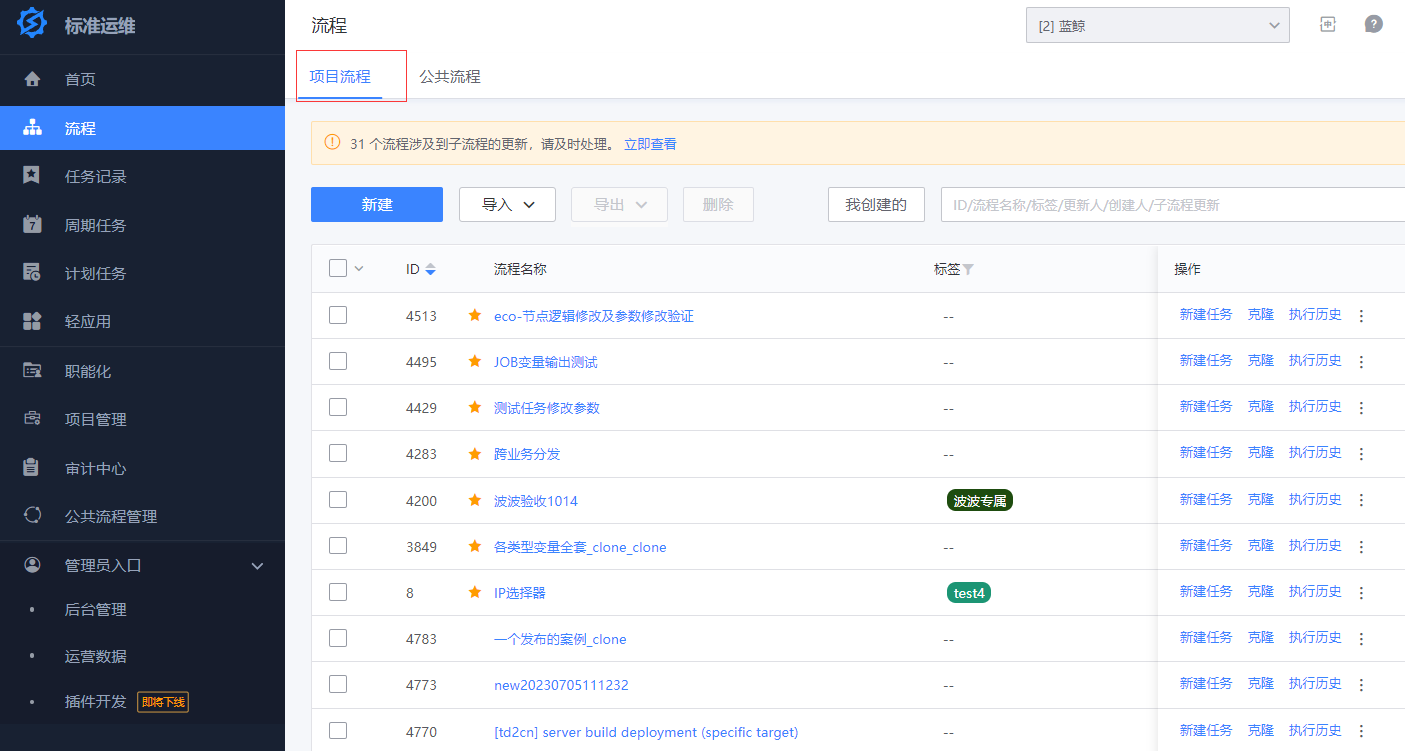 标准运维
首页
流程
任务记录
7
周期任务
计划任务
轻应用
职能化
项目管理
审计中心
公共流程管理
管理员入口
后台管理
运营数据
插件开发 即将下线
流程
[2] 蓝鲸
中
?
项目流程 公共流程
31 个流程涉及到子流程的更新，请及时处理。 立即查看
新建 导入 导出 删除 我创建的 ID/流程名称/标签/更新人/创建人/子流程更新
ID 流程名称 标签 操作
4513 eco-节点逻辑修改及参数修改验证 -- 新建任务 克隆 执行历史
4495 JOB变量输出测试 -- 新建任务 克隆 执行历史
4429 测试任务修改参数 -- 新建任务 克隆 执行历史
4283 跨业务分发 -- 新建任务 克隆 执行历史
4200 波波验收1014 波波专属 新建任务 克隆 执行历史
3849 各类型变量全套_clone_clone -- 新建任务 克隆 执行历史
8 IP选择器 test4 新建任务 克隆 执行历史
4783 一个发布的案例_clone -- 新建任务 克隆 执行历史
4773 new20230705111232 -- 新建任务 克隆 执行历史
4770 [td2cn] server build deployment (specific target) -- 新建任务 克隆 执行历史